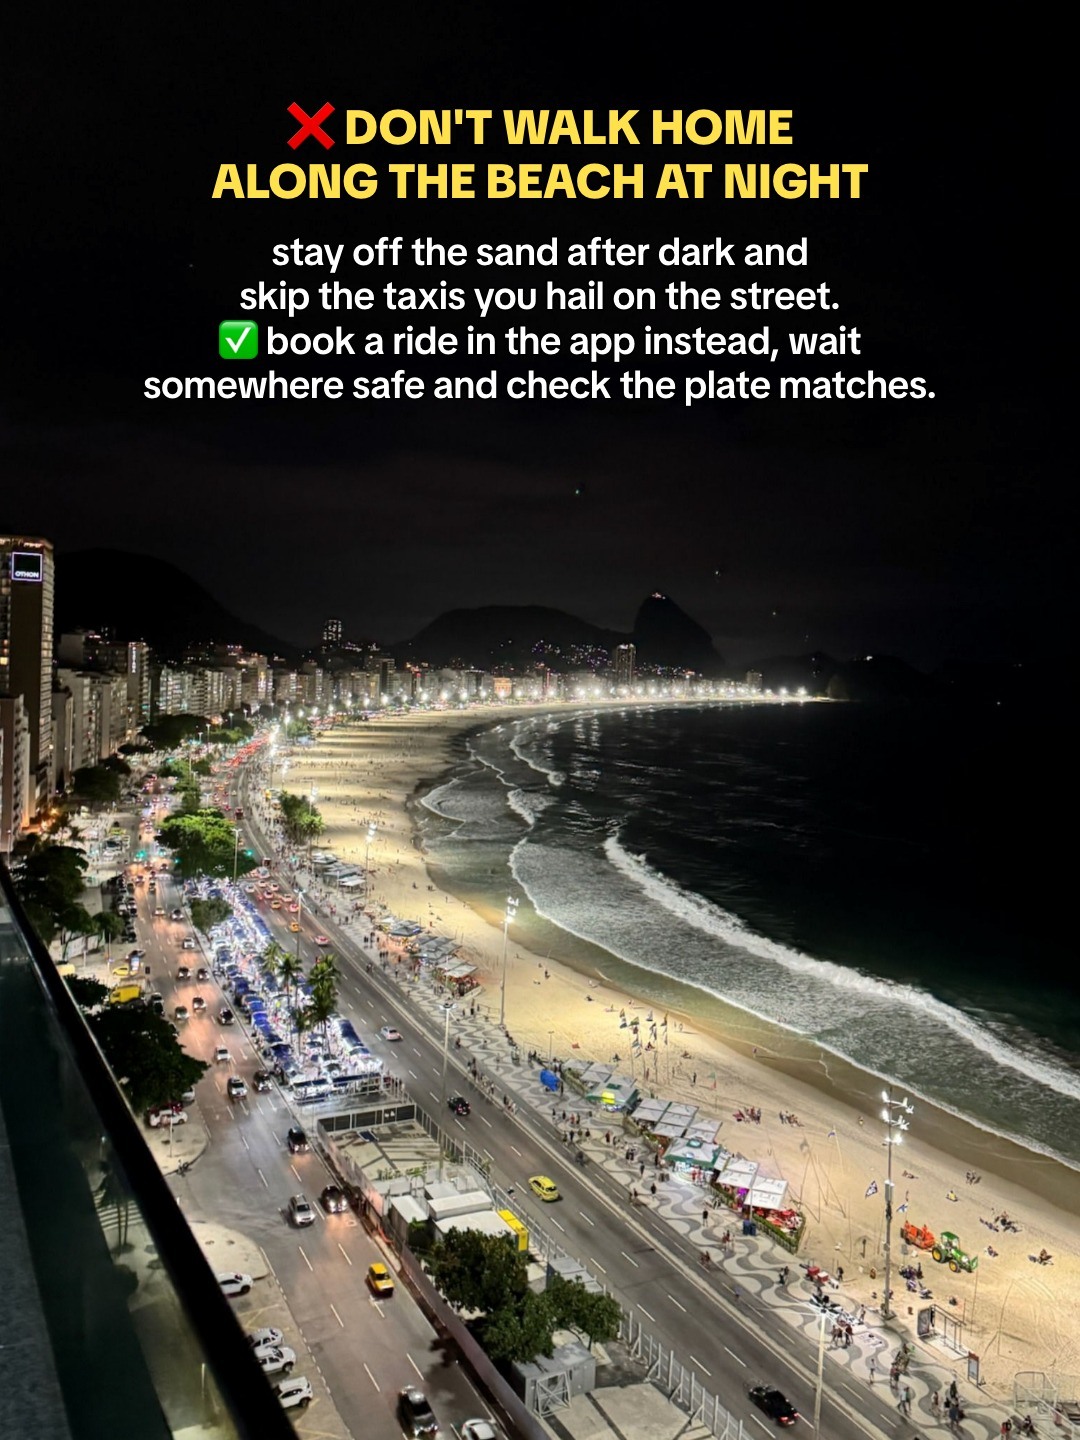 ❌ DON'T WALK HOME
ALONG THE BEACH AT NIGHT
stay off the sand after dark and
skip the taxis you hail on the street.
✅ book a ride in the app instead, wait
somewhere safe and check the plate matches.
OTHON